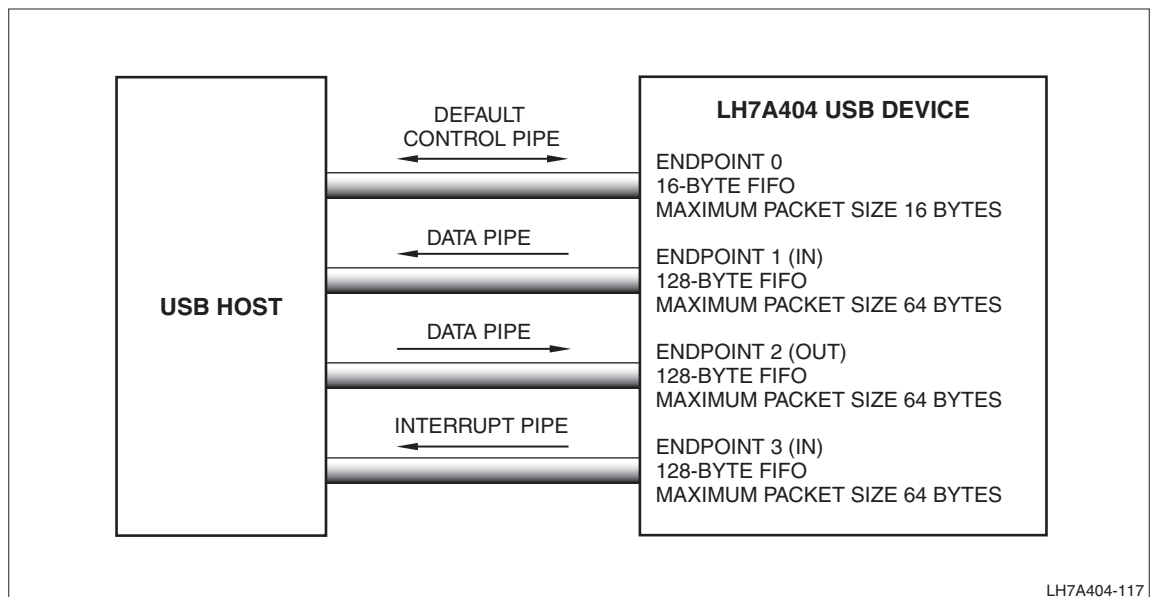 USB HOST
DEFAULT
CONTROL PIPE
DATA PIPE
DATA PIPE
INTERRUPT PIPE
LH7A404 USB DEVICE
ENDPOINT 0
16-BYTE FIFO
MAXIMUM PACKET SIZE 16 BYTES
ENDPOINT 1 (IN)
128-BYTE FIFO
MAXIMUM PACKET SIZE 64 BYTES
ENDPOINT 2 (OUT)
128-BYTE FIFO
MAXIMUM PACKET SIZE 64 BYTES
ENDPOINT 3 (IN)
128-BYTE FIFO
MAXIMUM PACKET SIZE 64 BYTES
LH7A404-117